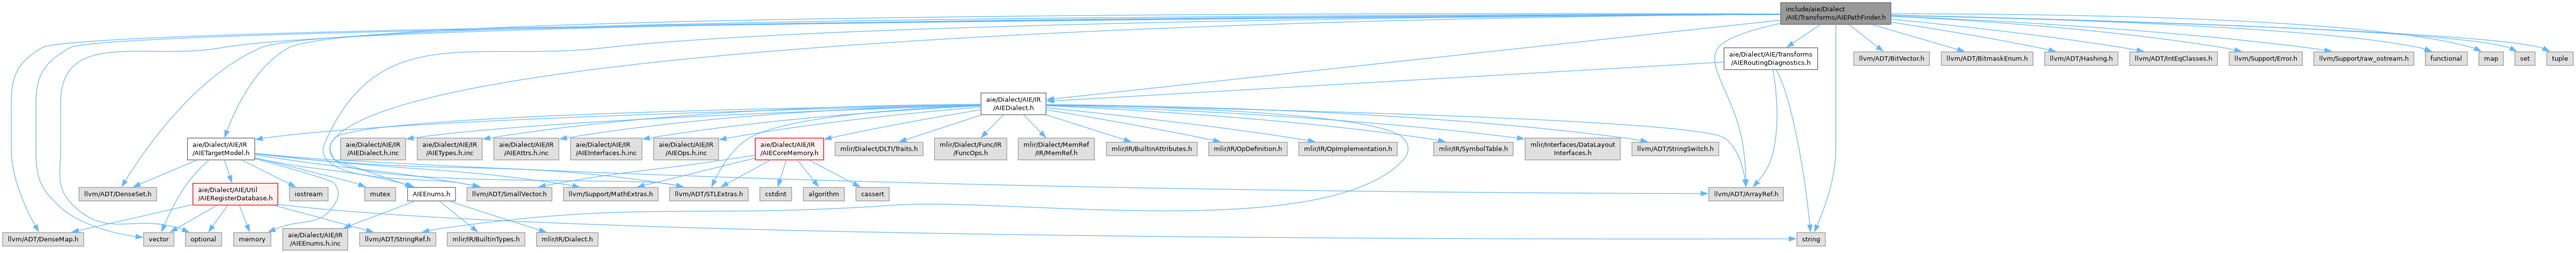 include/aie/Dialect
/AIE/Transforms/AIEPathFinder.h
aie/Dialect/AIE/Transforms
/AIERoutingDiagnostics.h
llvm/ADT/BitVector.h
llvm/ADT/BitmaskEnum.h
llvm/ADT/Hashing.h
llvm/ADT/IntEqClasses.h
llvm/Support/Error.h
llvm/Support/raw_ostream.h
functional
map
set
tuple
aie/Dialect/AIE/IR
/AIEDialect.h
aie/Dialect/AIE/IR
/AIETargetModel.h
aie/Dialect/AIE/IR
/AIEDialect.h.inc
aie/Dialect/AIE/IR
/AIETypes.h.inc
aie/Dialect/AIE/IR
/AIEAttrs.h.inc
aie/Dialect/AIE/IR
/AIEInterfaces.h.inc
aie/Dialect/AIE/IR
/AIEOps.h.inc
aie/Dialect/AIE/IR
/AIECoreMemory.h
mlir/Dialect/DLTI/Traits.h
mlir/Dialect/Func/IR
/FuncOps.h
mlir/Dialect/MemRef
/IR/MemRef.h
mlir/IR/BuiltinAttributes.h
mlir/IR/OpDefinition.h
mlir/IR/OpImplementation.h
mlir/IR/SymbolTable.h
mlir/Interfaces/DataLayout
Interfaces.h
llvm/ADT/StringSwitch.h
llvm/ADT/DenseSet.h
aie/Dialect/AIE/Util
/AIERegisterDatabase.h
iostream
mutex
AIEEnums.h
llvm/ADT/SmallVector.h
llvm/Support/MathExtras.h
llvm/ADT/STLExtras.h
cstdint
algorithm
cassert
llvm/ADT/ArrayRef.h
llvm/ADT/DenseMap.h
vector
optional
memory
aie/Dialect/AIE/IR
/AIEEnums.h.inc
llvm/ADT/StringRef.h
mlir/IR/BuiltinTypes.h
mlir/IR/Dialect.h
string